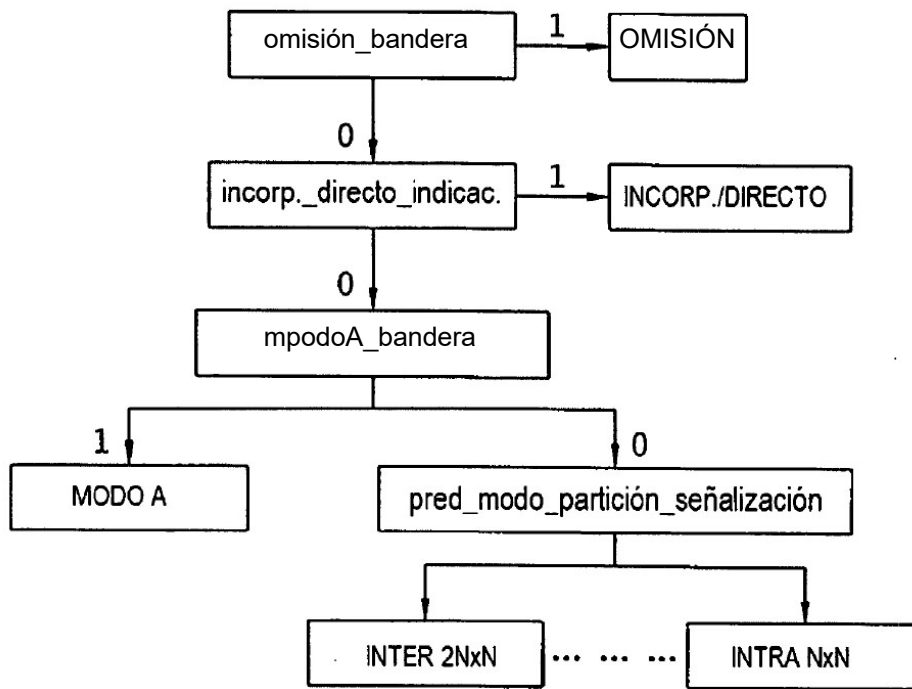 omisión_bandera
1
OMISIÓN
0
incorp._directo_indicac.
1
INCORP./DIRECTO
0
mpodoA_bandera
1
0
MODO A
pred_modo_partición_señalización
INTER 2NxN
... ... ...
INTRA NxN